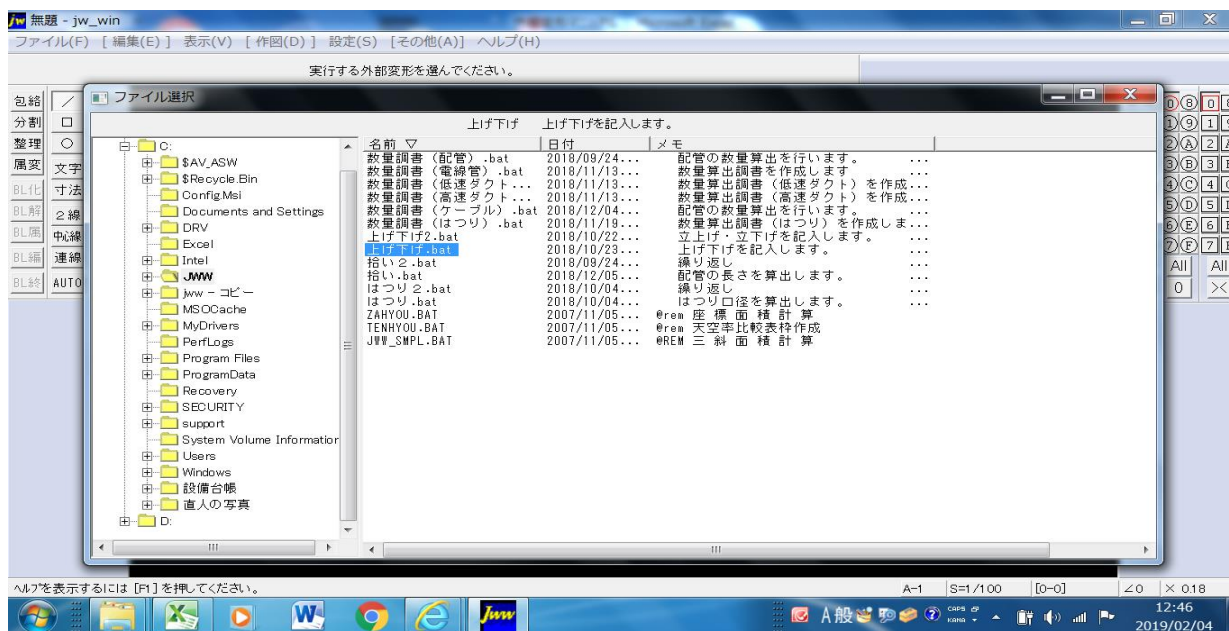 無題 - jw_win
ファイル(F) [ 編集(E) ] 表示(V) [ 作図(D) ] 設定(S) [その他(A)] ヘルプ(H)
実行する外部変形を選んでください。
ファイル選択
上げ下げ 上げ下げを記入します。
包絡
分割
整理
属変
BL化
BL解
BL属
BL編
BL終
文字
寸法
2線
中心線
連線
AUTO
C:
$AV_ASW
$Recycle.Bin
Config.Msi
Documents and Settings
DRV
Excel
Intel
JWW
jww - コピー
MSOCache
MyDrivers
PerfLogs
Program Files
ProgramData
Recovery
SECURITY
support
System Volume Information
Users
Windows
設備台帳
直人の写真
D:
名前 ▽ 日付 メモ
数量調書(配管).bat 2018/09/24... 配管の数量算出を行います。 ...
数量調書(電線管).bat 2018/11/13... 数量算出調書を作成します ...
数量調書(低速ダクト... 2018/11/13... 数量算出調書(低速ダクト)を作成...
数量調書(高速ダクト... 2018/11/13... 数量算出調書(高速ダクト)を作成...
数量調書(ケーブル).bat 2018/12/04... 配管の数量算出を行います。 ...
数量調書(はつり).bat 2018/11/19... 数量算出調書(はつり)を作成しま...
上げ下げ2.bat 2018/10/22... 立上げ・立下げを記入します。 ...
上げ下げ.bat 2018/10/23... 上げ下げを記入します。 ...
拾い2.bat 2018/09/24... 繰り返し ...
拾い.bat 2018/12/05... 配管の長さを算出します。 ...
はつり2.bat 2018/10/04... 繰り返し ...
はつり.bat 2018/10/04... はつり口径を算出します。 ...
ZAHYOU.BAT 2007/11/05... @rem 座 標 面 積 計 算
TENHYOU.BAT 2007/11/05... @rem 天空率比較表枠作成
JWW_SMPL.BAT 2007/11/05... @REM 三 斜 面 積 計 算
0 8 0
1 9 1
2 A 2
3 B 3
4 C 4
5 D 5
6 E 6
7 F 7
All All
0
ヘルプを表示するには [F1] を押してください。
A-1 S=1/100 [0-0] ∠0 × 0.18
A 般
CAPS
KANA
12:46
2019/02/04
Jww